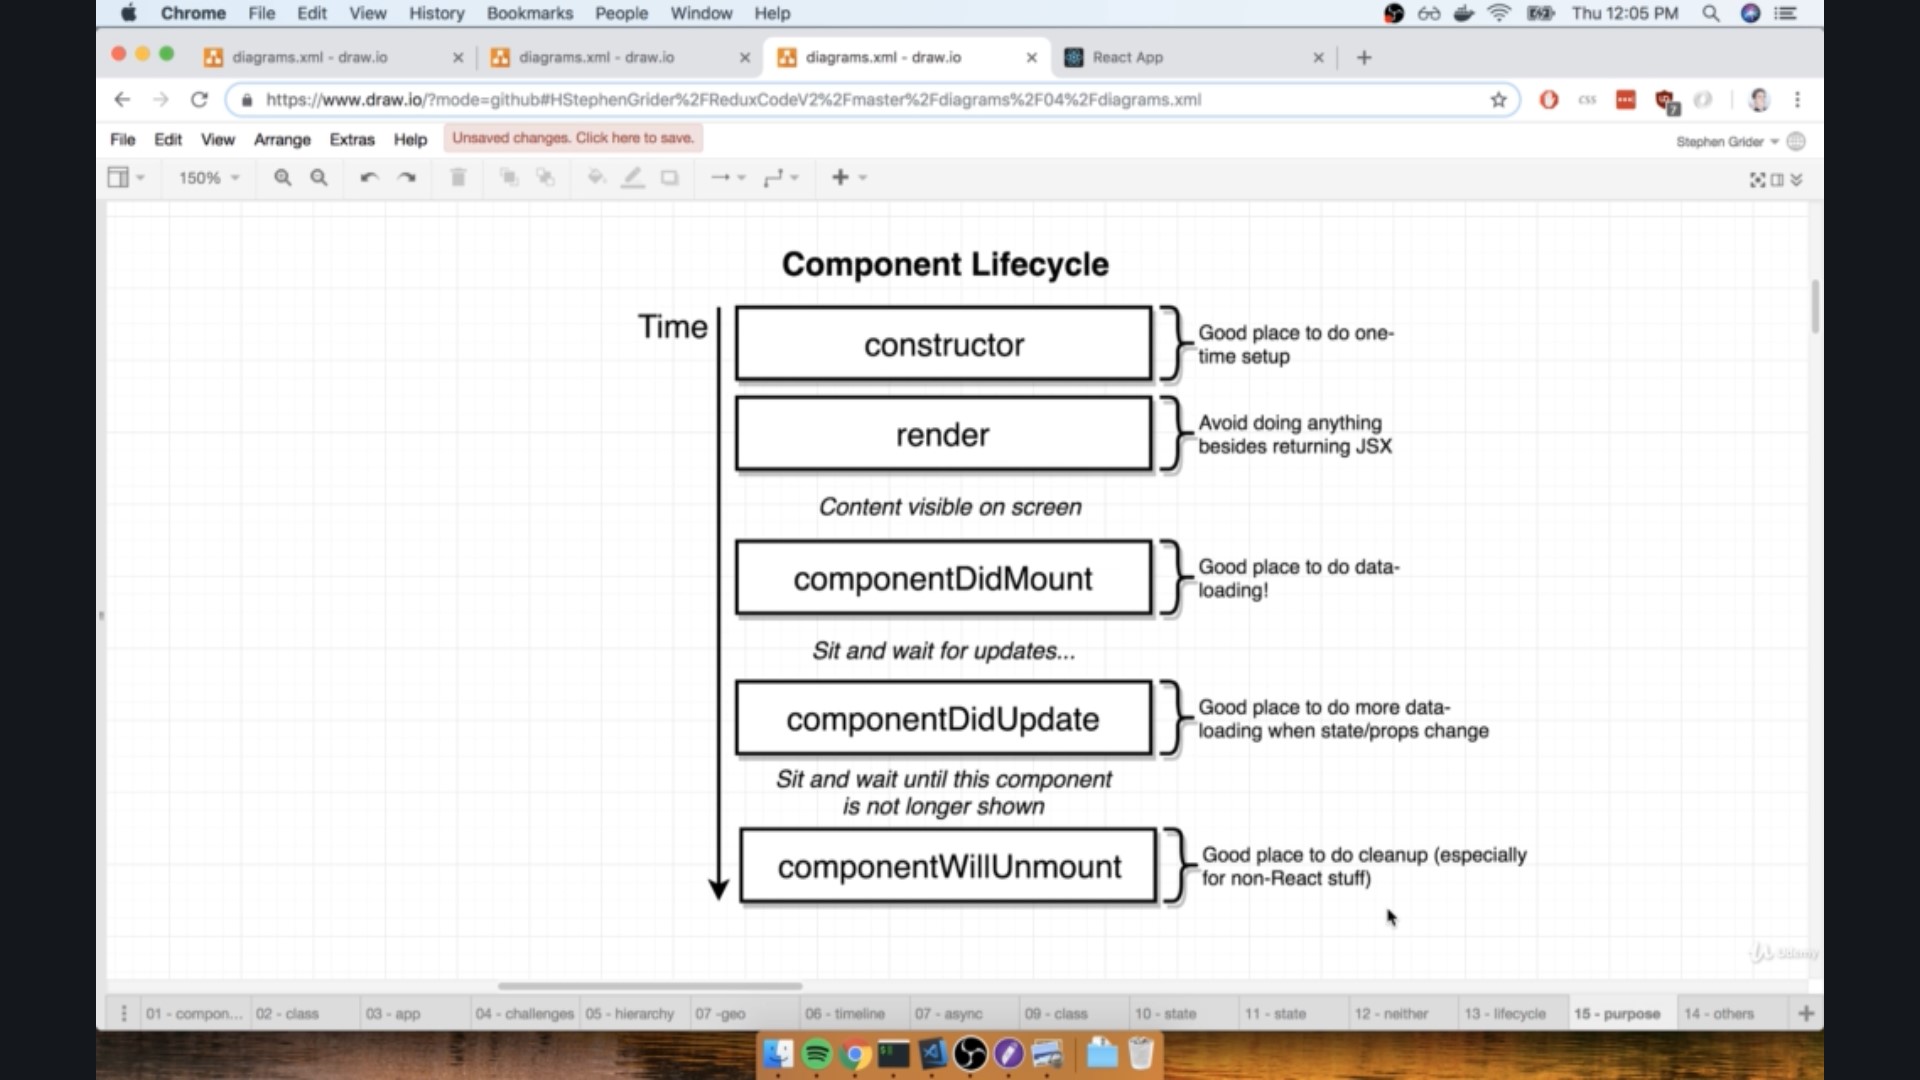 Chrome File Edit View History Bookmarks People Window Help Thu 12:05 PM
diagrams.xml - draw.io diagrams.xml - draw.io diagrams.xml - draw.io React App
https://www.draw.io/?mode=github#HStephenGrider%2FReduxCodeV2%2Fmaster%2Fdiagrams%2F04%2Fdiagrams.xml CSS 7
File Edit View Arrange Extras Help Unsaved changes. Click here to save. Stephen Grider
150%
Component Lifecycle
Time
constructor
Good place to do one-
time setup
render
Avoid doing anything
besides returning JSX
Content visible on screen
componentDidMount
Good place to do data-
loading!
Sit and wait for updates...
componentDidUpdate
Good place to do more data-
loading when state/props change
Sit and wait until this component
is not longer shown
componentWillUnmount
Good place to do cleanup (especially
for non-React stuff)
Udemy
01 - compon... 02 - class 03 - app 04 - challenges 05 - hierarchy 07 -geo 06 - timeline 07 - async 09 - class 10 - state 11 - state 12 - neither 13 - lifecycle 15 - purpose 14 - others